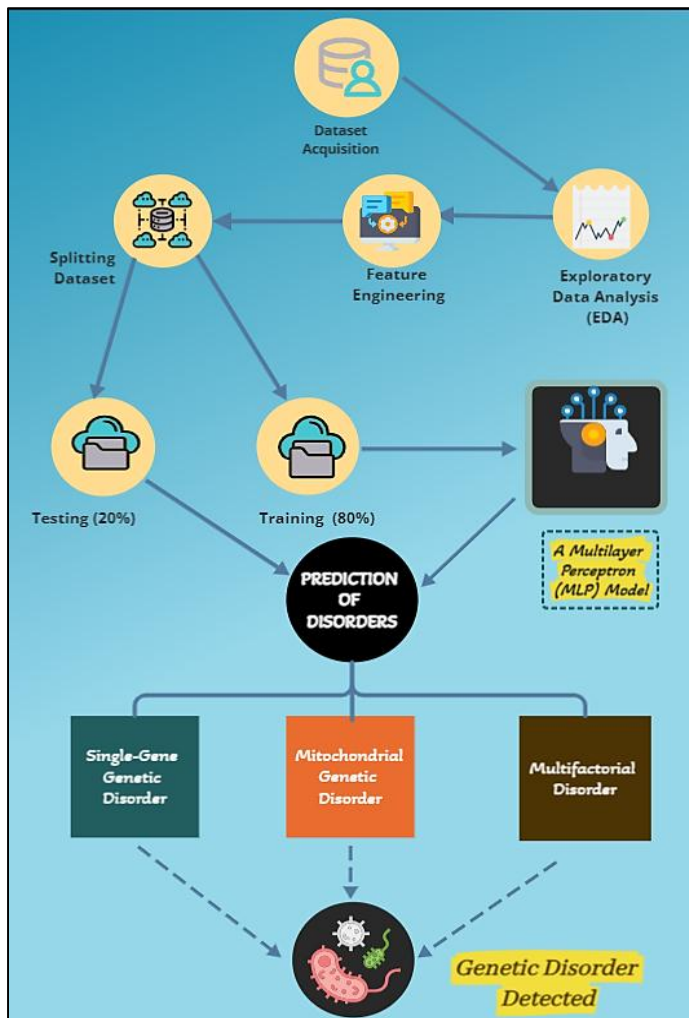 Dataset
Acquisition
Splitting
Dataset
Feature
Engineering
Exploratory
Data Analysis
(EDA)
Testing (20%)
Training (80%)
A Multilayer
Perceptron
(MLP) Model
PREDICTION
OF
DISORDERS
Single-Gene
Genetic
Disorder
Mitochondrial
Genetic
Disorder
Multifactorial
Disorder
Genetic Disorder
Detected